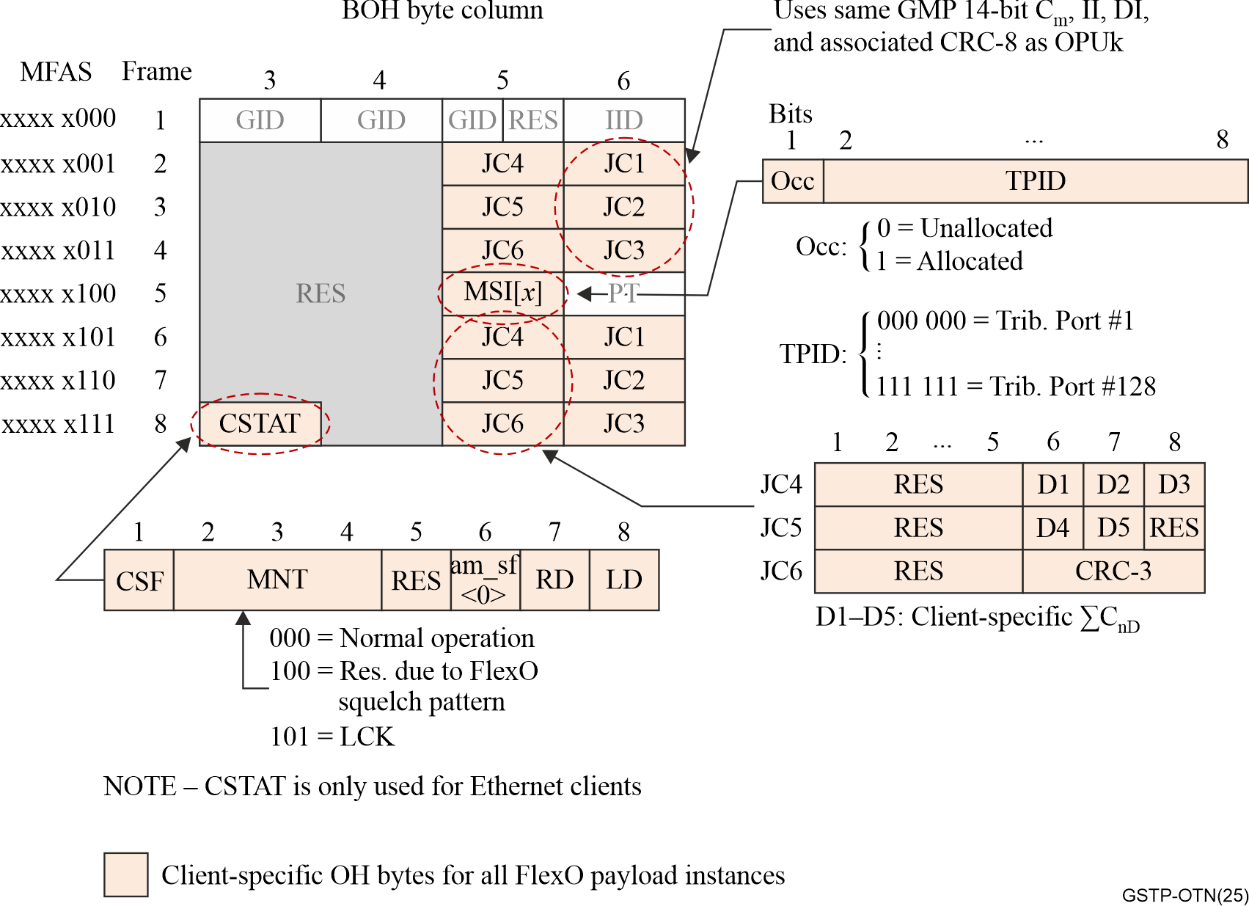 BOH byte column
Uses same GMP 14-bit Cm, II, DI,
and associated CRC-8 as OPUk
MFAS Frame 3 4 5 6
xxxx x000 1 GID GID GID RES IID
xxxx x001 2 JC4 JC1
xxxx x010 3 JC5 JC2
xxxx x011 4 JC6 JC3
xxxx x100 5 RES MSI[x] PT
xxxx x101 6 JC4 JC1
xxxx x110 7 JC5 JC2
xxxx x111 8 CSTAT JC6 JC3
Bits
1 2 ... 8
Occ TPID
Occ: 0 = Unallocated
1 = Allocated
TPID: 000 000 = Trib. Port #1
⋮
111 111 = Trib. Port #128
1 2 ... 5 6 7 8
JC4 RES D1 D2 D3
JC5 RES D4 D5 RES
JC6 RES CRC-3
D1–D5: Client-specific ∑CnD
1 2 3 4 5 6 7 8
CSF MNT RES am_sf<0> RD LD
000 = Normal operation
100 = Res. due to FlexO
squelch pattern
101 = LCK
NOTE – CSTAT is only used for Ethernet clients
Client-specific OH bytes for all FlexO payload instances
GSTP-OTN(25)